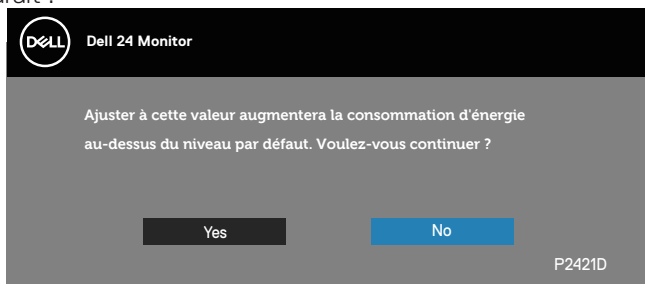 DELL
Dell 24 Monitor
Ajuster à cette valeur augmentera la consommation d'énergie
au-dessus du niveau par défaut. Voulez-vous continuer ?
Yes
No
P2421D